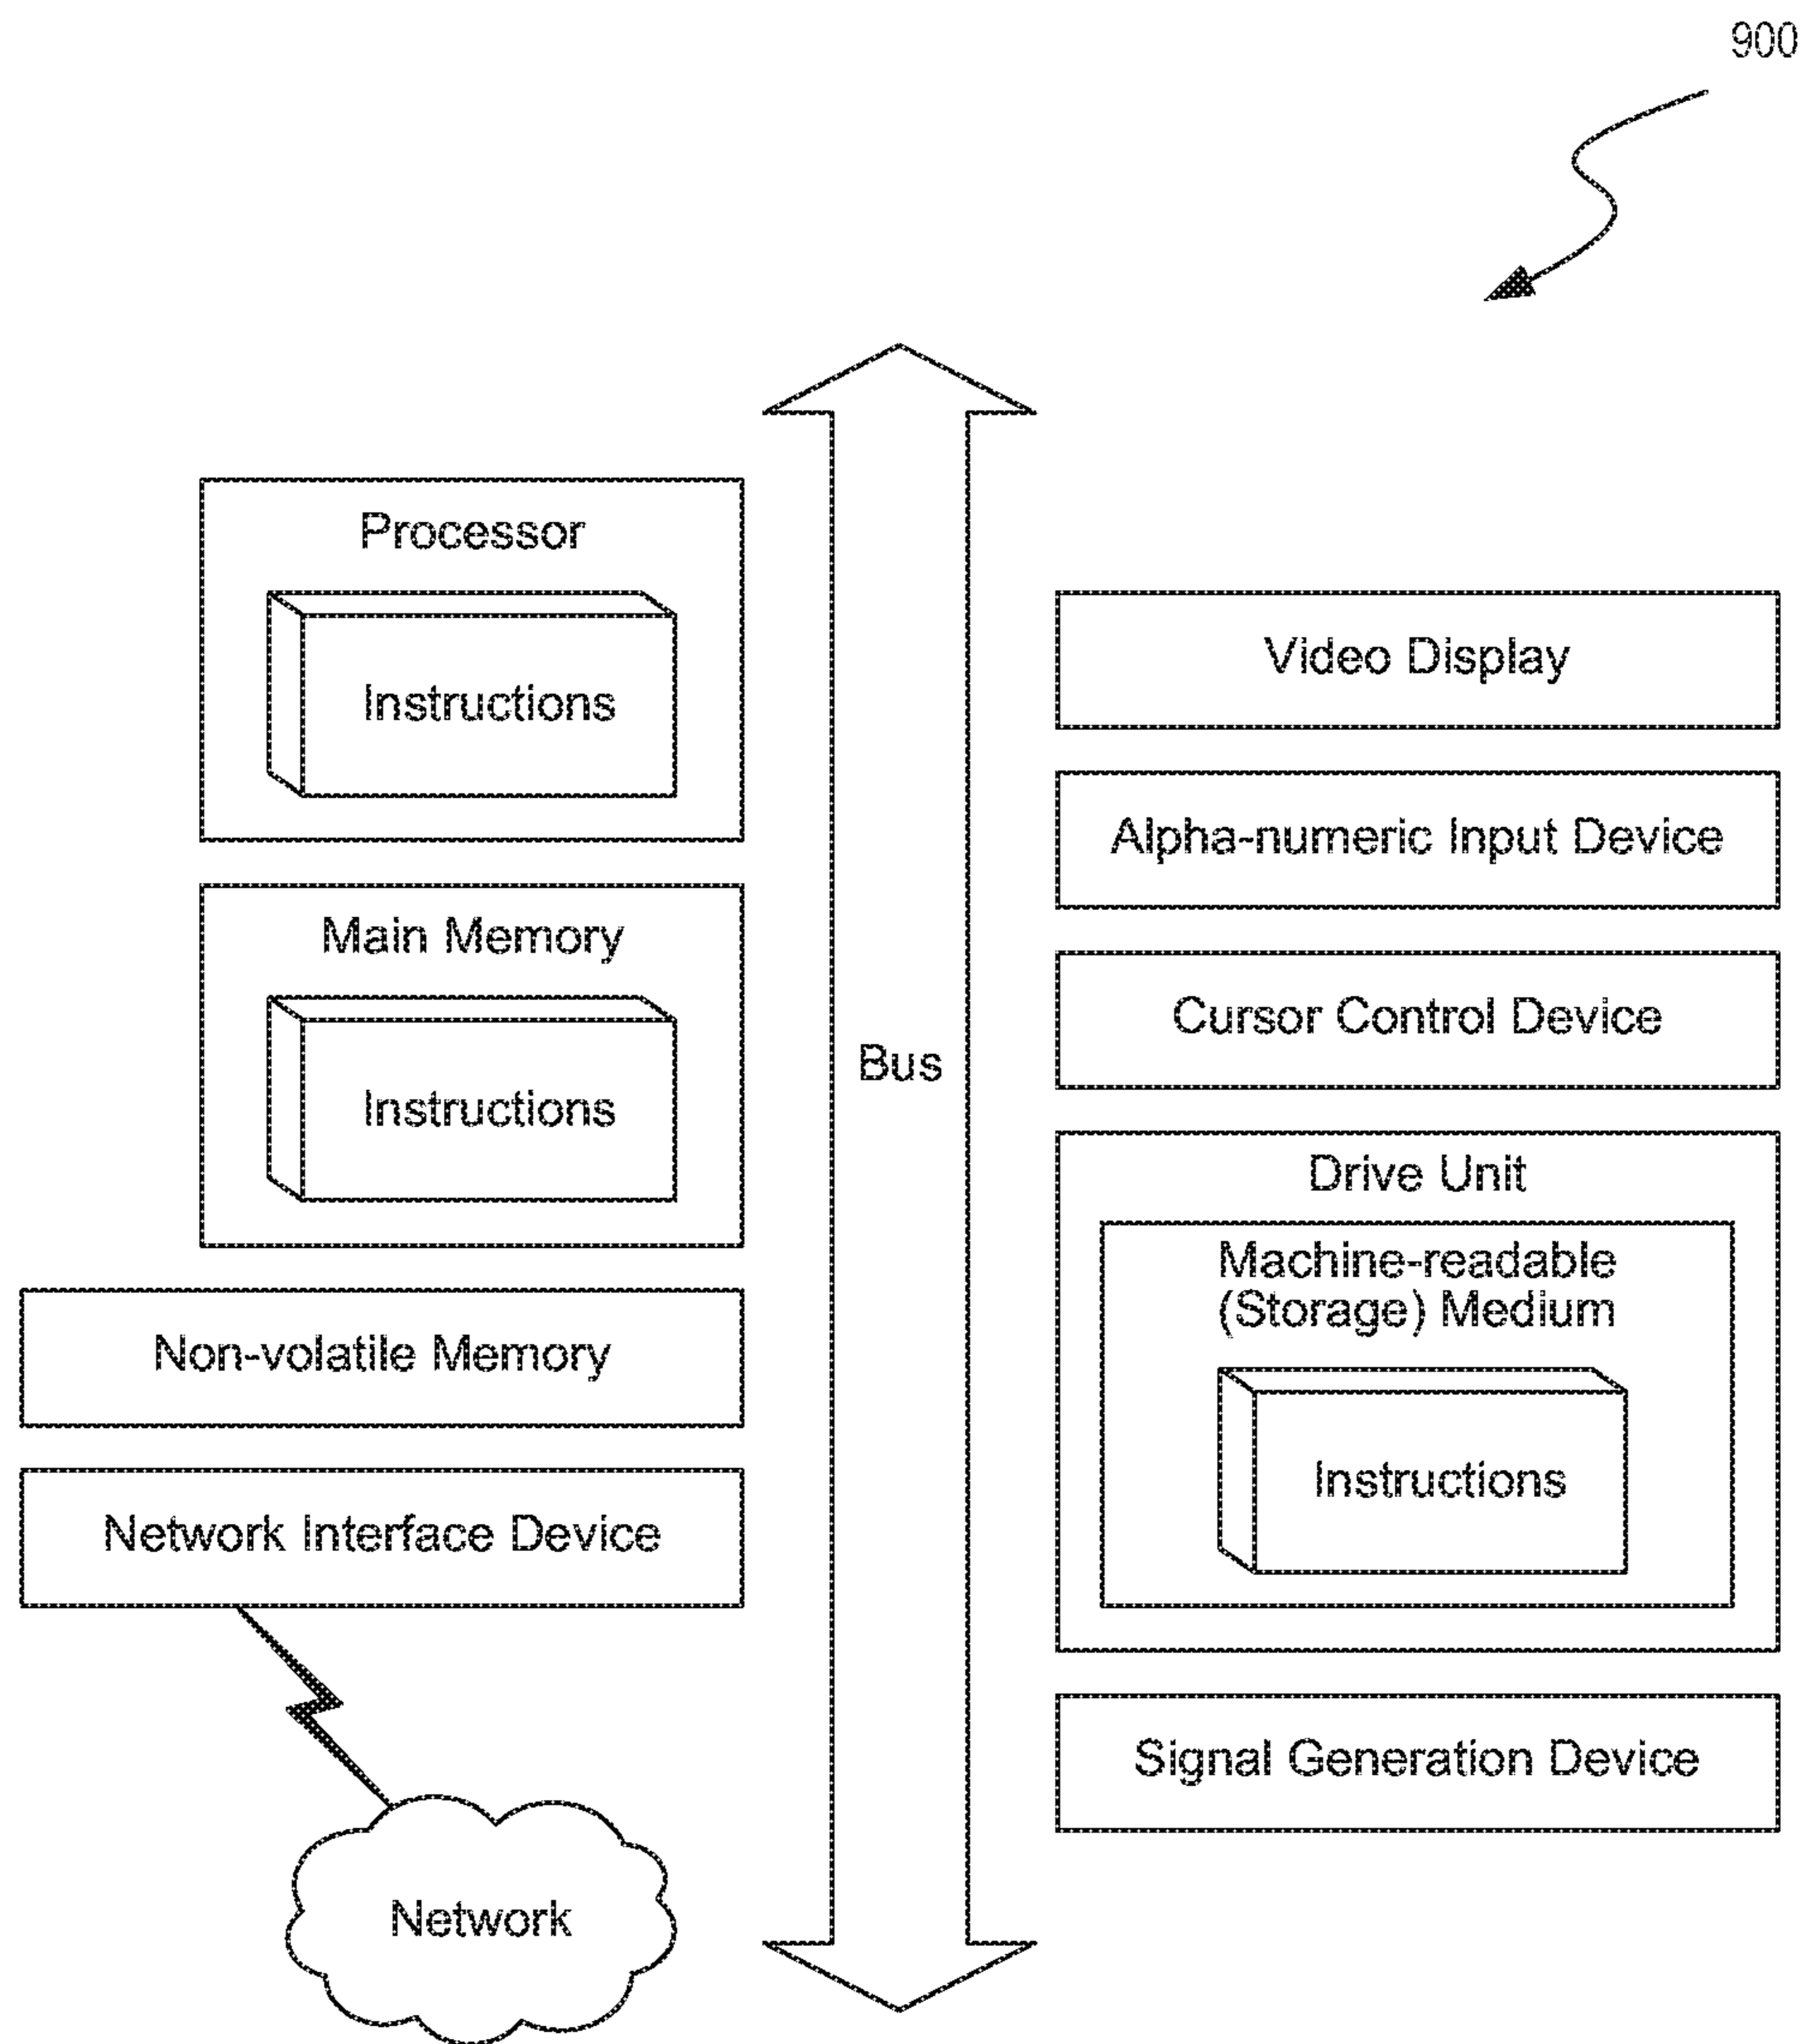 900
Processor
Instructions
Main Memory
Instructions
Non-volatile Memory
Network Interface Device
Network
Bus
Video Display
Alpha-numeric Input Device
Cursor Control Device
Drive Unit
Machine-readable
(Storage) Medium
Instructions
Signal Generation Device